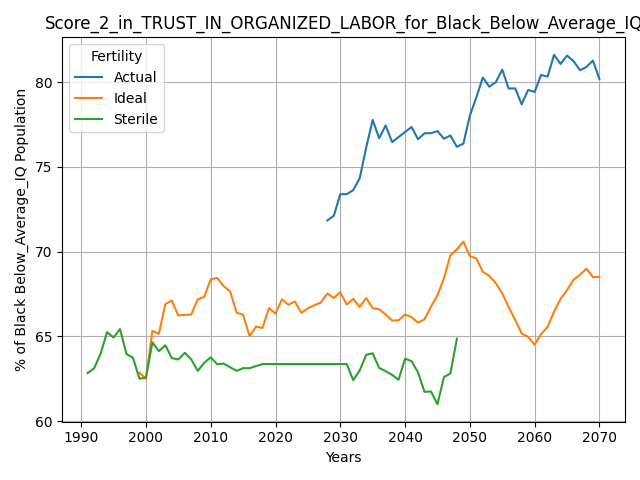 Score_2_in_TRUST_IN_ORGANIZED_LABOR_for_Black_Below_Average_IQ
Fertility
Actual
Ideal
Sterile
% of Black Below_Average_IQ Population
80
75
70
65
60
1990 2000 2010 2020 2030 2040 2050 2060 2070
Years